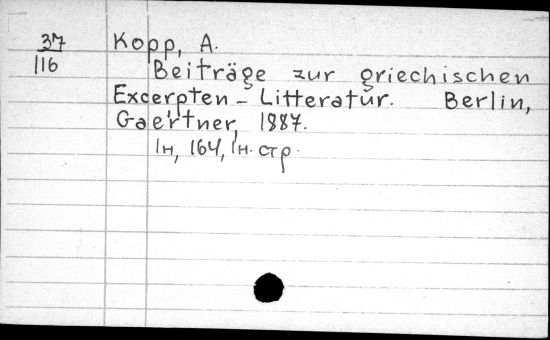 37 Kopp, A.
116 Beiträge zur griechischen
Excerpten - Litteratur. Berlin,
Gaertner, 1887.
1н, 164, 1н. стр.